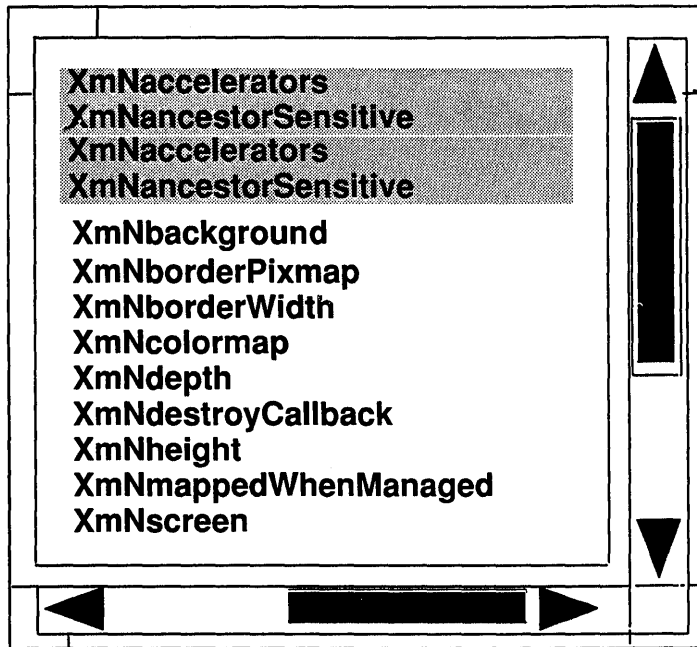 XmNaccelerators
XmNancestorSensitive
XmNaccelerators
XmNancestorSensitive
XmNbackground
XmNborderPixmap
XmNborderWidth
XmNcolormap
XmNdepth
XmNdestroyCallback
XmNheight
XmNmappedWhenManaged
XmNscreen